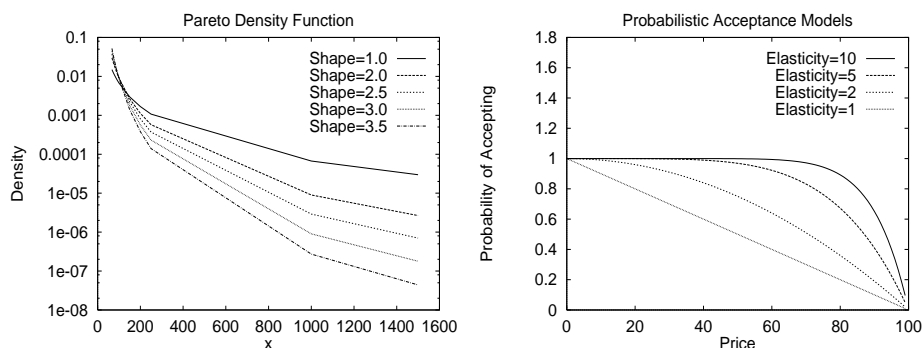 Pareto Density Function
0.1
0.01
0.001
0.0001
1e-05
1e-06
1e-07
1e-08
Density
Shape=1.0
Shape=2.0
Shape=2.5
Shape=3.0
Shape=3.5
0 200 400 600 800 1000 1200 1400 1600
x
Probabilistic Acceptance Models
1.8
1.6
1.4
1.2
1
0.8
0.6
0.4
0.2
0
Probability of Accepting
Elasticity=10
Elasticity=5
Elasticity=2
Elasticity=1
0 20 40 60 80 100
Price